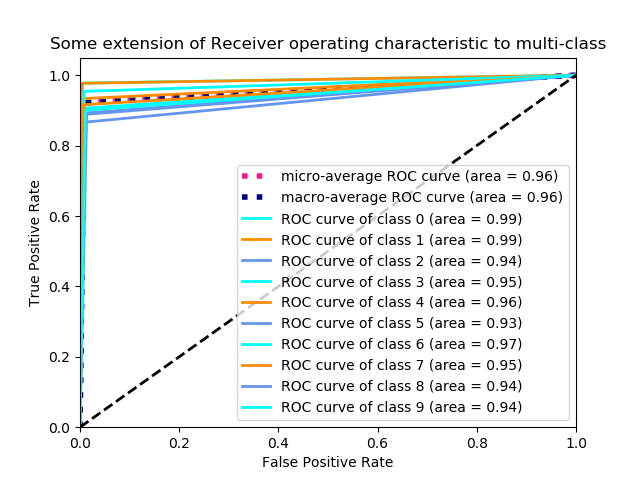 Some extension of Receiver operating characteristic to multi-class
1.0
0.8
0.6
0.4
0.2
0.0
True Positive Rate
micro-average ROC curve (area = 0.96)
macro-average ROC curve (area = 0.96)
ROC curve of class 0 (area = 0.99)
ROC curve of class 1 (area = 0.99)
ROC curve of class 2 (area = 0.94)
ROC curve of class 3 (area = 0.95)
ROC curve of class 4 (area = 0.96)
ROC curve of class 5 (area = 0.93)
ROC curve of class 6 (area = 0.97)
ROC curve of class 7 (area = 0.95)
ROC curve of class 8 (area = 0.94)
ROC curve of class 9 (area = 0.94)
0.0 0.2 0.4 0.6 0.8 1.0
False Positive Rate